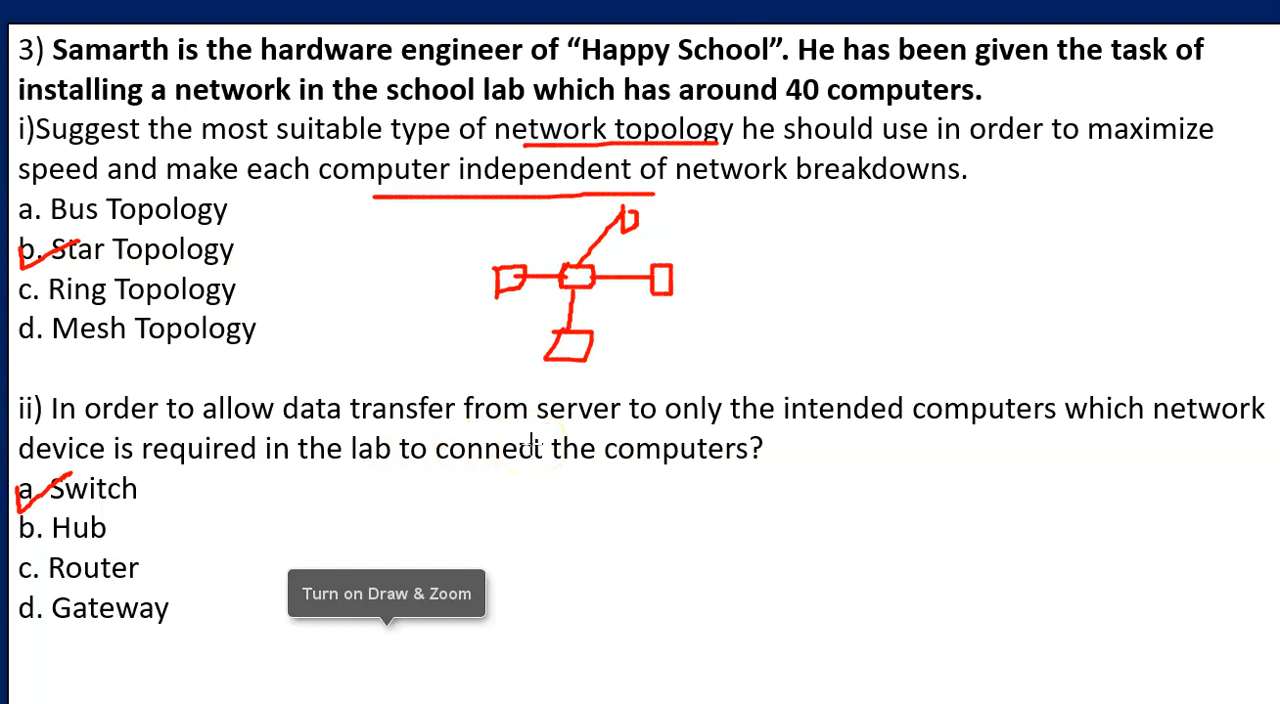 3) Samarth is the hardware engineer of “Happy School”. He has been given the task of
installing a network in the school lab which has around 40 computers.
i)Suggest the most suitable type of network topology he should use in order to maximize
speed and make each computer independent of network breakdowns.
a. Bus Topology
b. Star Topology
c. Ring Topology
d. Mesh Topology
ii) In order to allow data transfer from server to only the intended computers which network
device is required in the lab to connect the computers?
a. Switch
b. Hub
c. Router
d. Gateway
Turn on Draw & Zoom